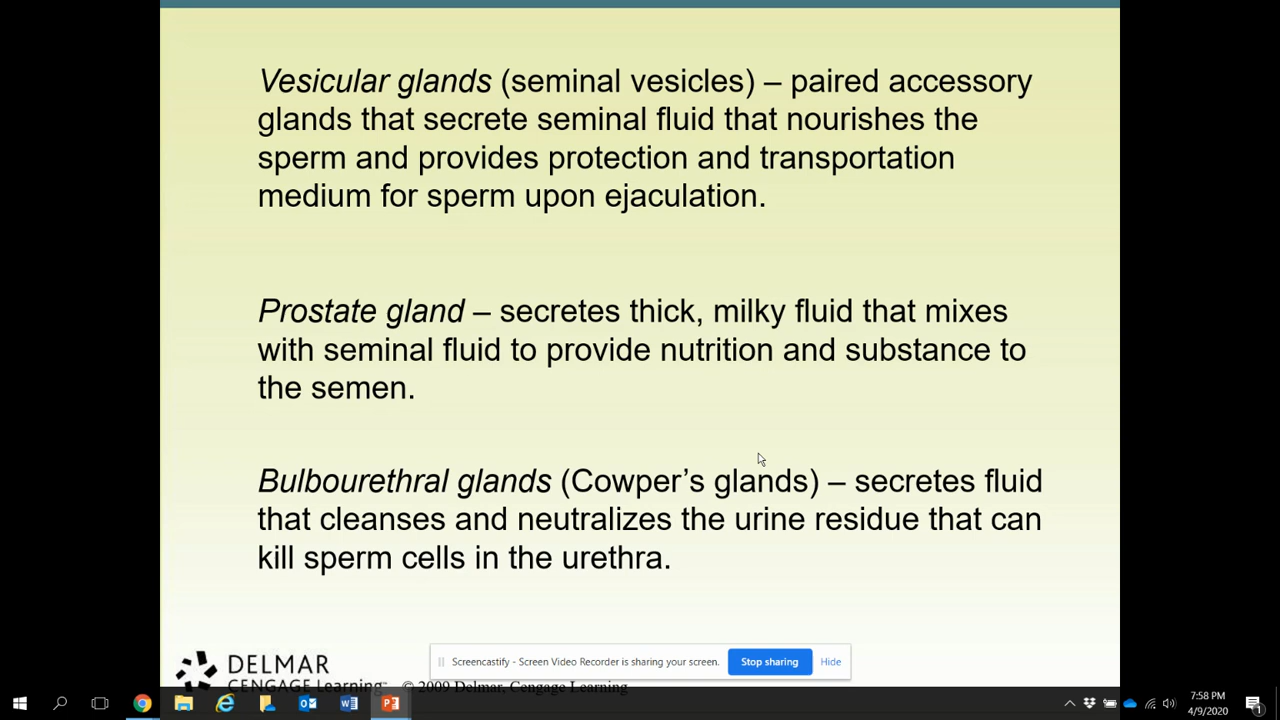 Vesicular glands (seminal vesicles) – paired accessory
glands that secrete seminal fluid that nourishes the
sperm and provides protection and transportation
medium for sperm upon ejaculation.
Prostate gland – secretes thick, milky fluid that mixes
with seminal fluid to provide nutrition and substance to
the semen.
Bulbourethral glands (Cowper’s glands) – secretes fluid
that cleanses and neutralizes the urine residue that can
kill sperm cells in the urethra.
DELMAR
CENGAGE Learning™
© 2009 Delmar, Cengage Learning
Screencastify - Screen Video Recorder is sharing your screen.
Stop sharing
Hide
7:58 PM
4/9/2020
1